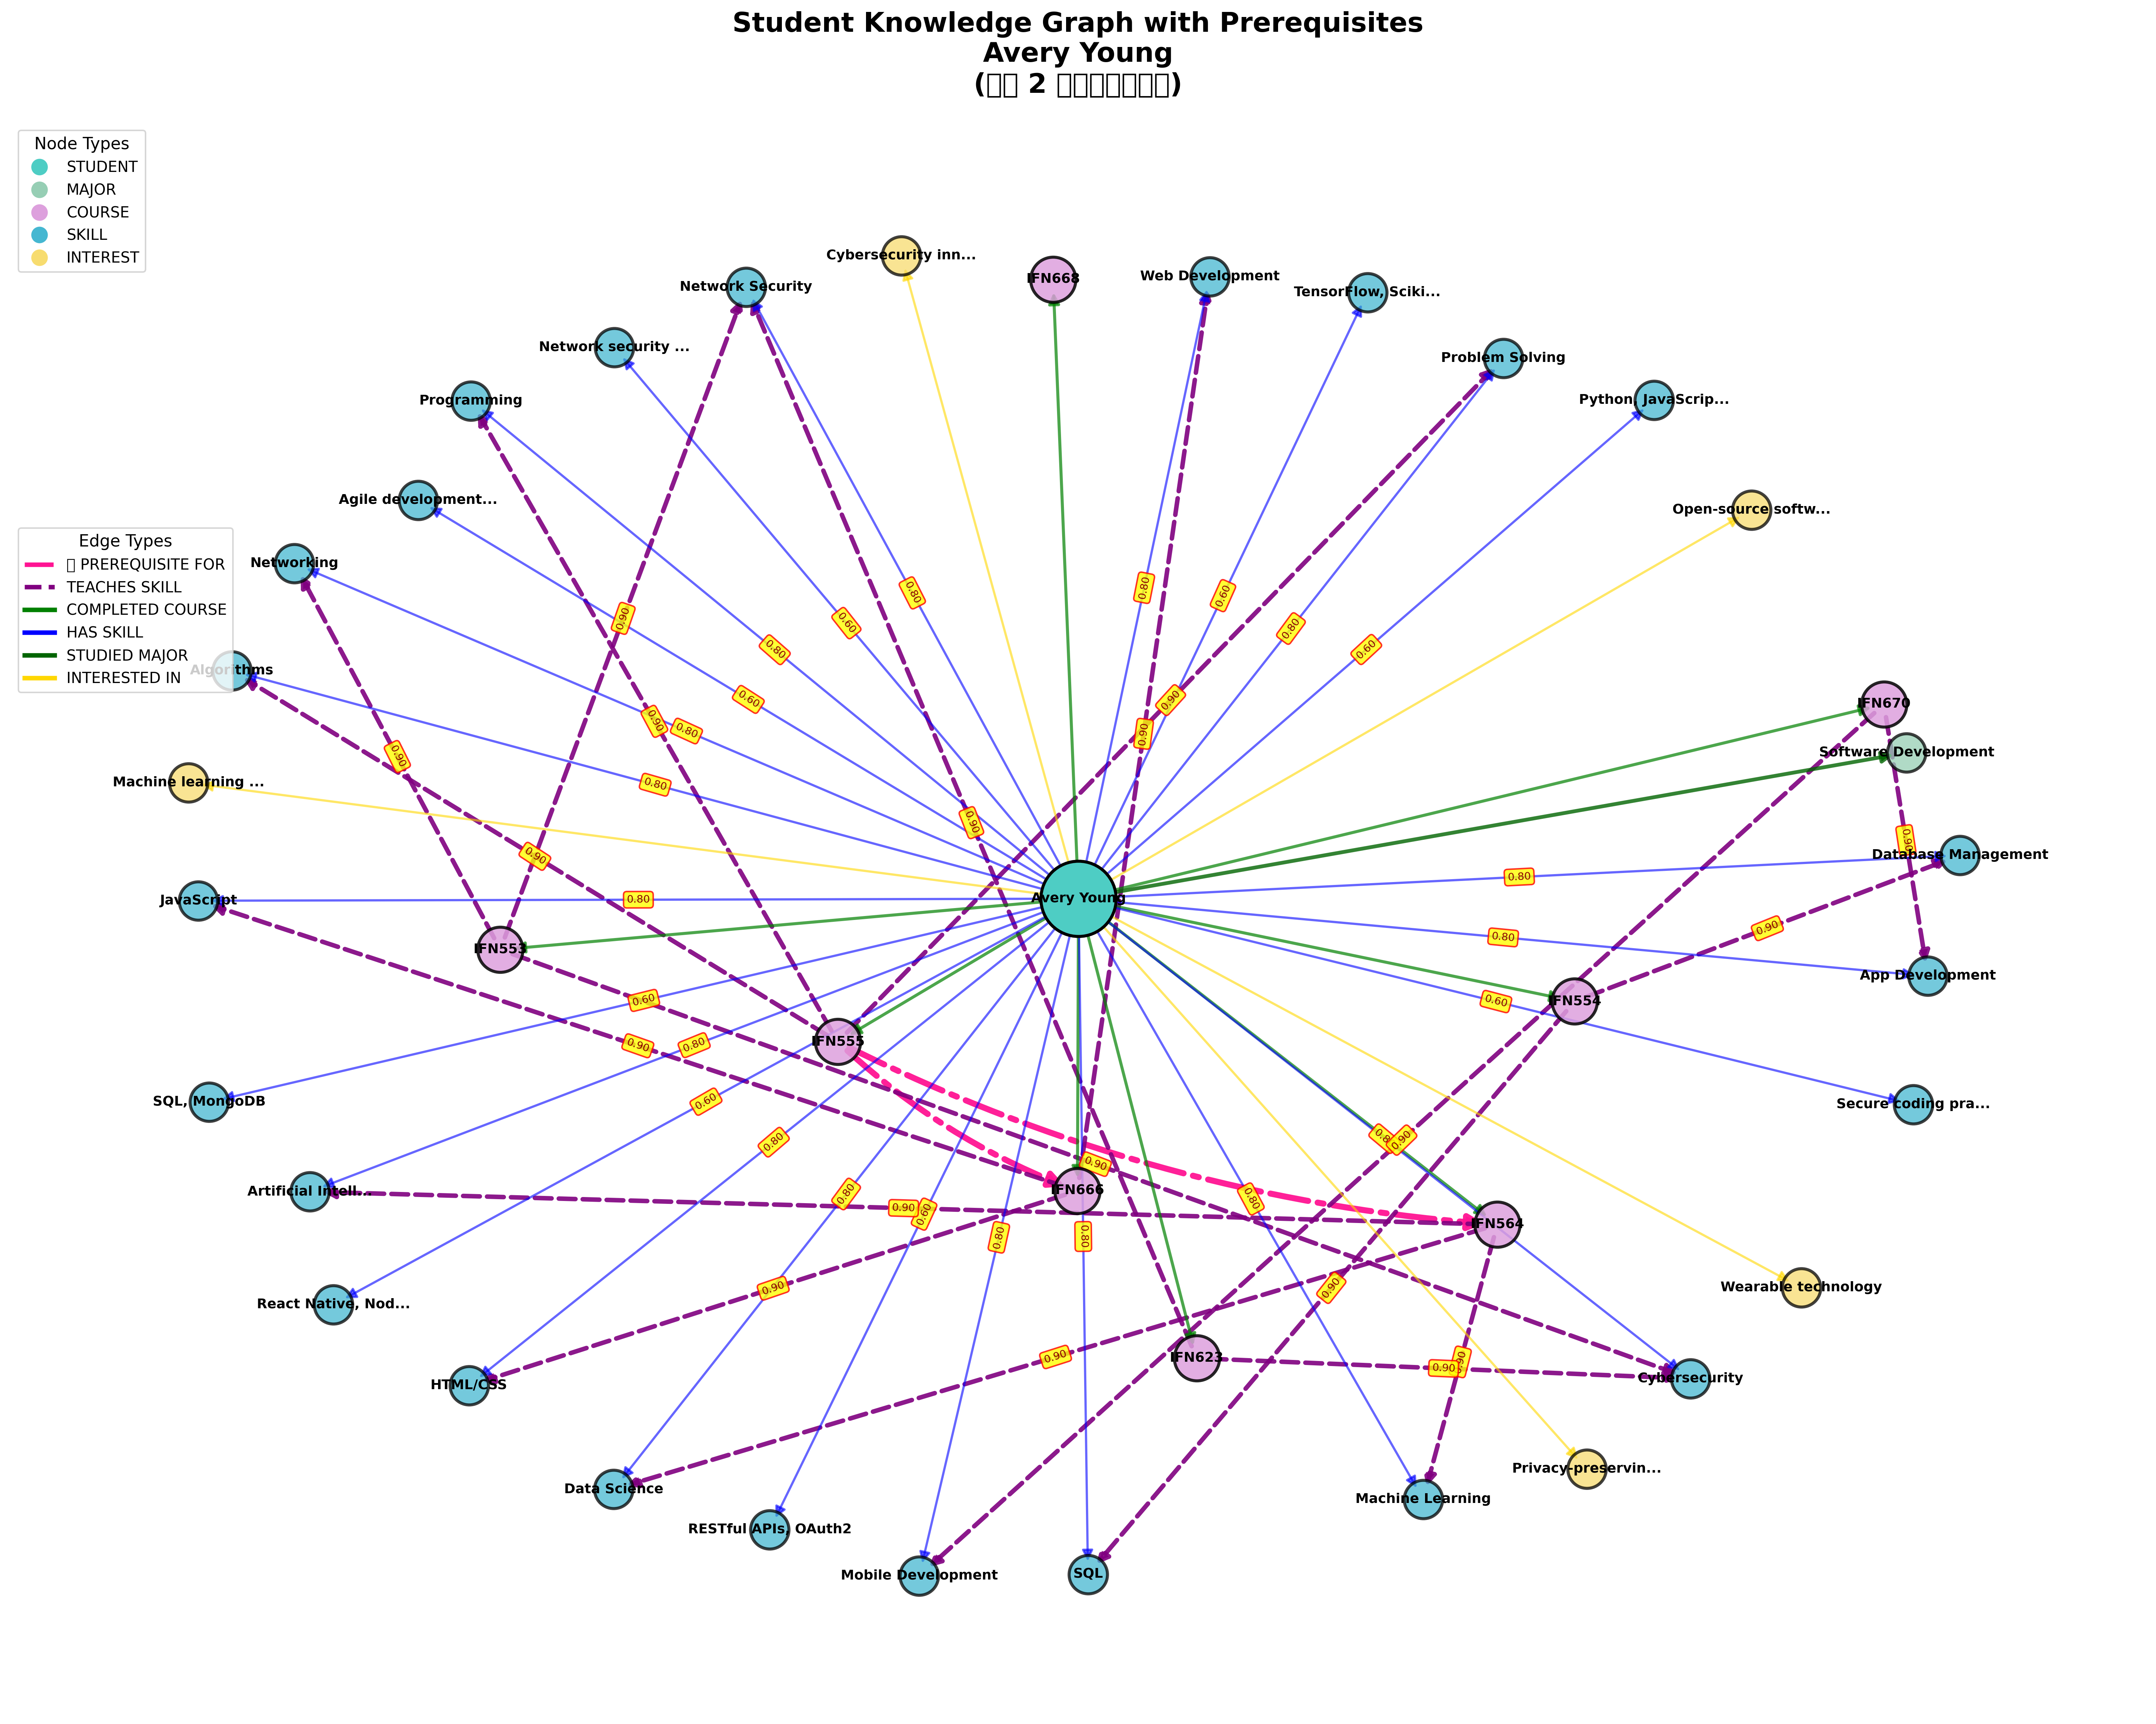 Student Knowledge Graph with Prerequisites
Avery Young
( 2 )
Node Types
STUDENT
MAJOR
COURSE
SKILL
INTEREST
Edge Types
PREREQUISITE FOR
TEACHES SKILL
COMPLETED COURSE
HAS SKILL
STUDIED MAJOR
INTERESTED IN
Cybersecurity inn...
IFN668
Web Development
Network Security
TensorFlow, Sciki...
Network security ...
Problem Solving
Programming
Python, JavaScrip...
Agile development...
Open-source softw...
Networking
0.80
0.60
0.80
0.60
0.90
0.80
0.80
0.60
Algorithms
0.60
0.90
IFN670
0.90
0.80
0.90
Software Development
0.90
Machine learning ...
0.80
0.90
0.90
Database Management
0.90
0.80
Avery Young
JavaScript
0.80
0.90
0.80
IFN553
App Development
0.60
IFN554
0.60
IFN555
0.90
0.80
SQL, MongoDB
0.60
Secure coding pra...
0.80
0.90
0.90
Artificial Intell...
IFN666
0.80
0.80
0.90
0.60
IFN564
0.80
0.80
React Native, Nod...
0.90
0.90
Wearable technology
0.90
IFN623
0.90
0.90
Cybersecurity
HTML/CSS
Privacy-preservin...
Data Science
Machine Learning
RESTful APIs, OAuth2
Mobile Development
SQL